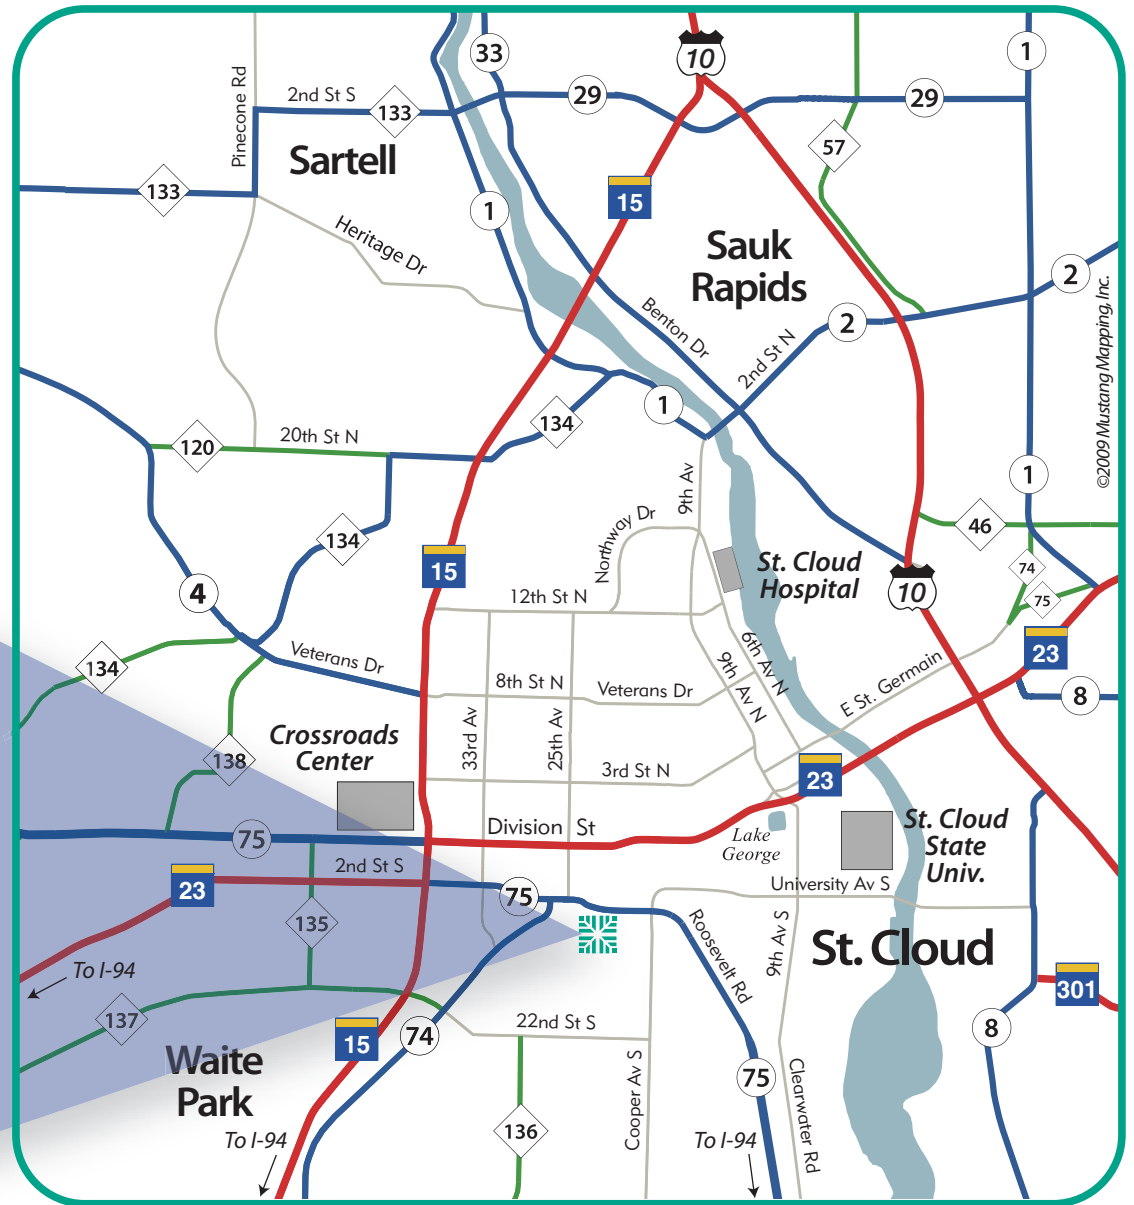 33
10
1
Pinecone Rd
2nd St S
133
29
29
57
Sartell
133
15
1
Heritage Dr
Sauk
Rapids
2
2
©2009 Mustang Mapping, Inc.
Benton Dr
2nd St N
1
134
120
20th St N
9th Av
1
46
134
Northway Dr
15
St. Cloud
Hospital
10
74
75
4
12th St N
23
134
Veterans Dr
8th St N
Veterans Dr
6th Av N
9th Av N
E St. Germain
8
Crossroads
Center
138
33rd Av
25th Av
3rd St N
23
75
Division St
Lake
George
St. Cloud
State
Univ.
2nd St S
23
75
University Av S
135
Roosevelt Rd
9th Av S
St. Cloud
To I-94
301
137
22nd St S
15
74
8
Waite
Park
75
Cooper Av S
Clearwater Rd
136
To I-94
To I-94